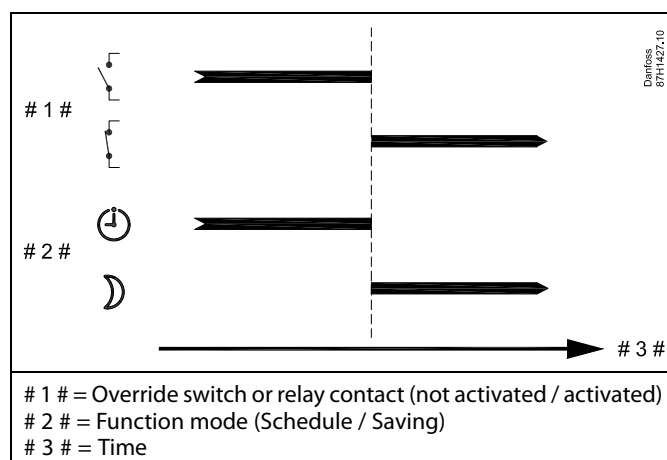 Danfoss
87H1427.10
# 1 #
# 2 #
# 3 #
# 1 # = Override switch or relay contact (not activated / activated)
# 2 # = Function mode (Schedule / Saving)
# 3 # = Time